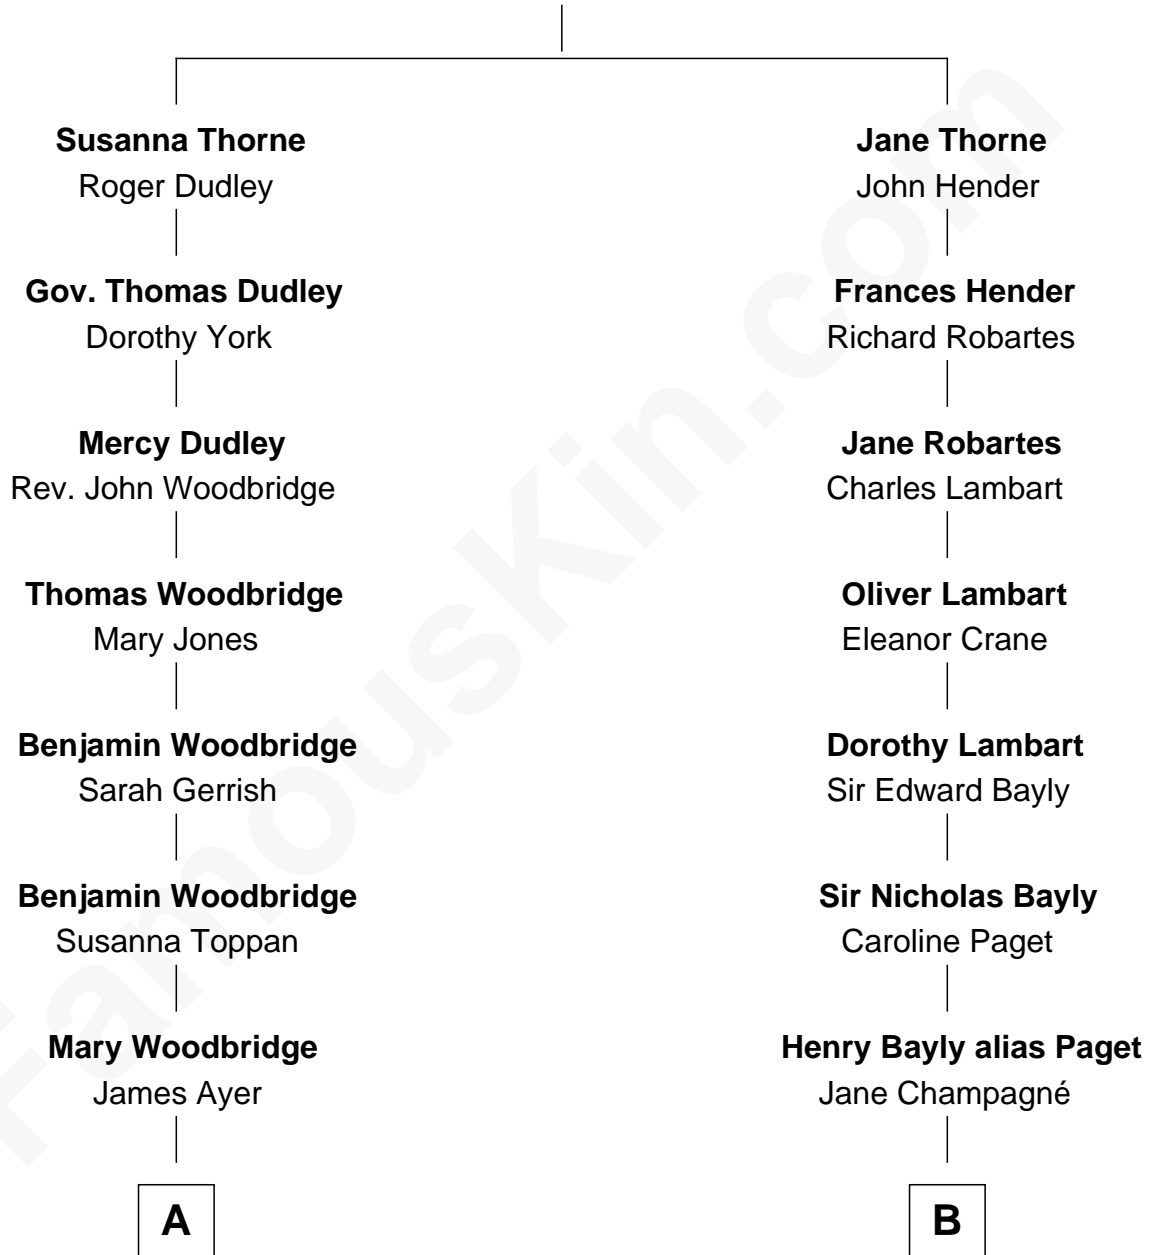 Susanna Thorne
Roger Dudley
Gov. Thomas Dudley
Dorothy York
Mercy Dudley
Rev. John Woodbridge
Thomas Woodbridge
Mary Jones
Benjamin Woodbridge
Sarah Gerrish
Benjamin Woodbridge
Susanna Toppan
Mary Woodbridge
James Ayer
A
Jane Thorne
John Hender
Frances Hender
Richard Robartes
Jane Robartes
Charles Lambart
Oliver Lambart
Eleanor Crane
Dorothy Lambart
Sir Edward Bayly
Sir Nicholas Bayly
Caroline Paget
Henry Bayly alias Paget
Jane Champagné
B
FamousKin.com